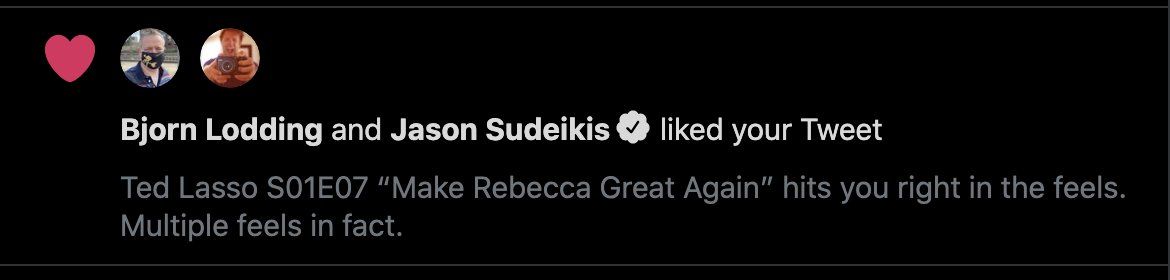 Bjorn Lodding and Jason Sudeikis liked your Tweet
Ted Lasso S01E07 “Make Rebecca Great Again” hits you right in the feels.
Multiple feels in fact.